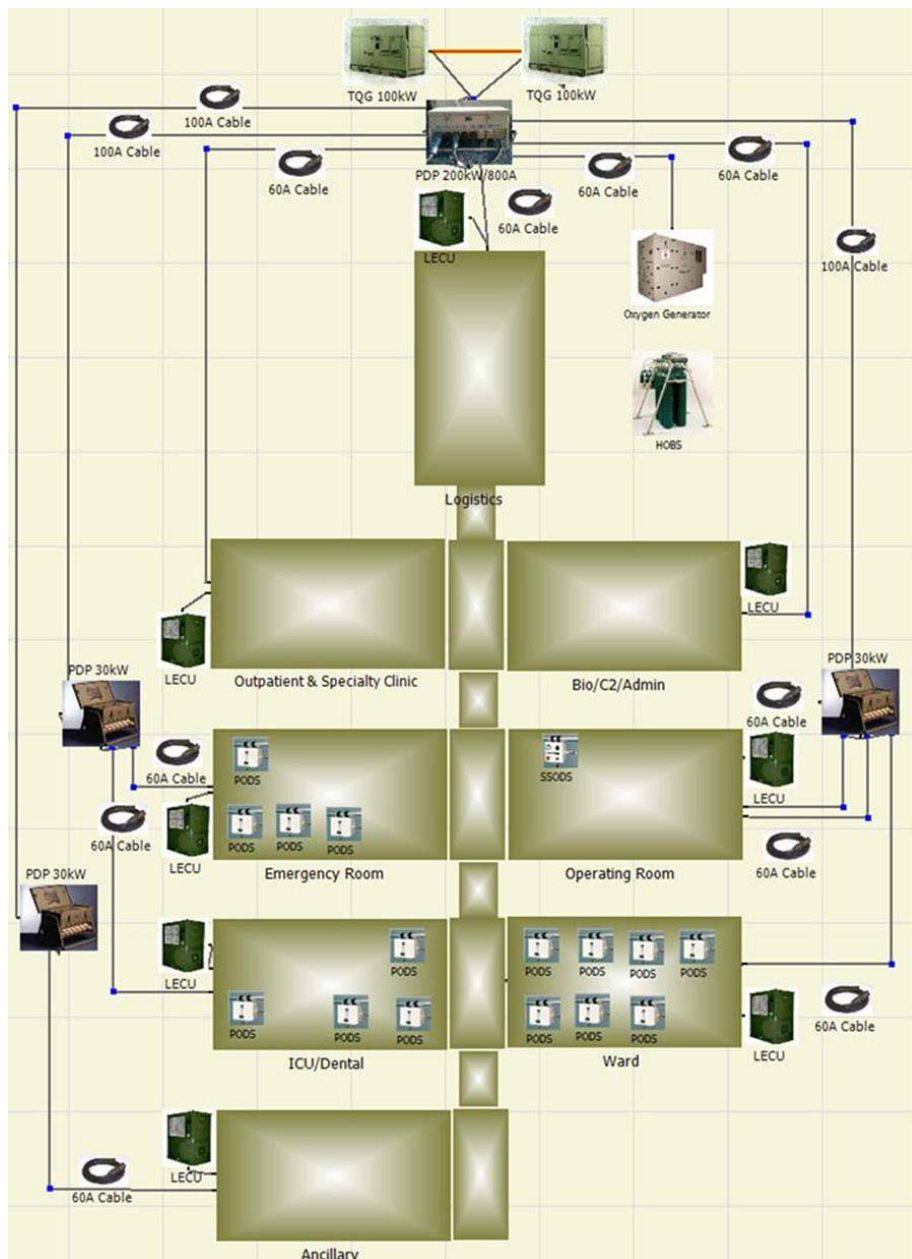 TQG 100kW
TQG 100kW
100A Cable
100A Cable
60A Cable
PDP 200kW/800A
60A Cable
60A Cable
60A Cable
100A Cable
LECU
Oxygen Generator
HOBS
Logistics
LECU
LECU
Outpatient & Specialty Clinic
Bio/C2/Admin
PDP 30kW
PDP 30kW
60A Cable
60A Cable
PODS
SSODS
LECU
60A Cable
PODS
PODS
PODS
LECU
60A Cable
Emergency Room
Operating Room
PDP 30kW
PODS
PODS
PODS
PODS
PODS
LECU
PODS
PODS
PODS
PODS
PODS
PODS
60A Cable
LECU
ICU/Dental
Ward
LECU
60A Cable
Ancillary